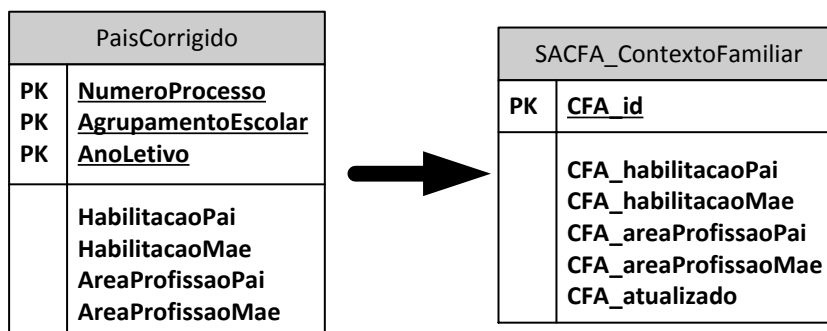 PaisCorrigido
PK NumeroProcesso
PK AgrupamentoEscolar
PK AnoLetivo
HabilitacaoPai
HabilitacaoMae
AreaProfissaoPai
AreaProfissaoMae
SACFA_ContextoFamiliar
PK CFA_id
CFA_habilitacaoPai
CFA_habilitacaoMae
CFA_areaProfissaoPai
CFA_areaProfissaoMae
CFA_atualizado